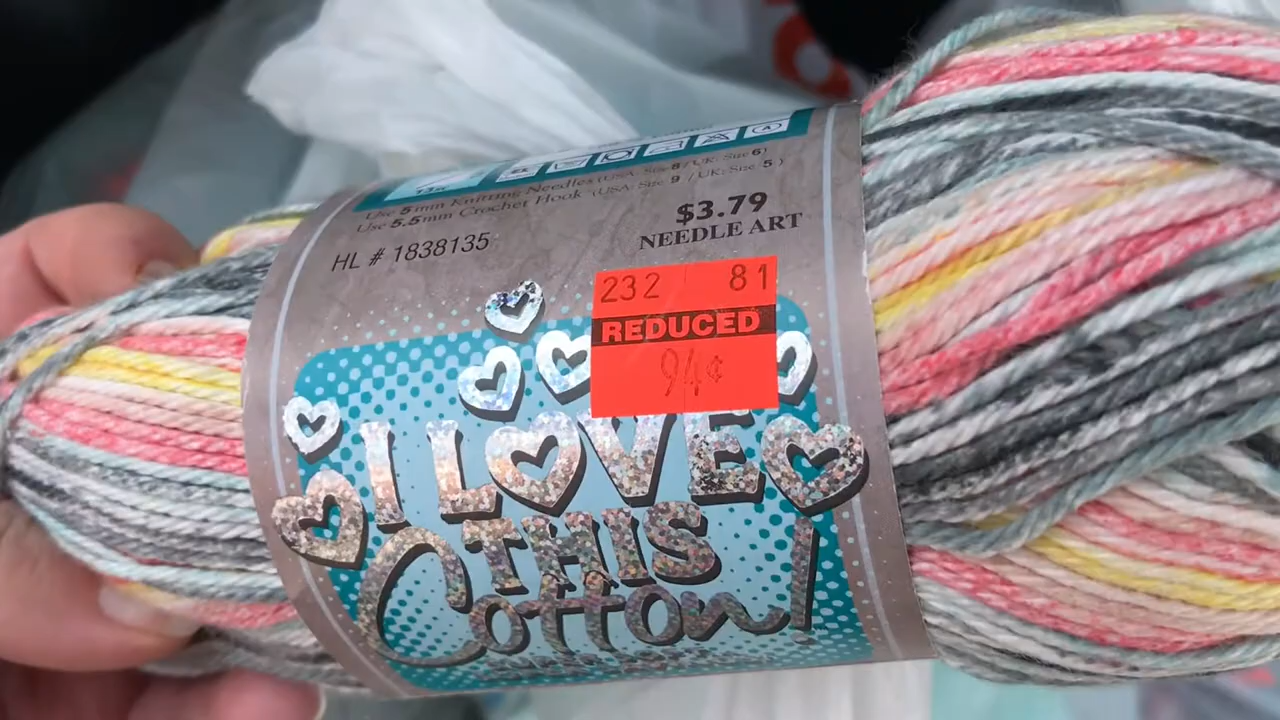 Use 5mm Knitting Needles (USA: Size 8 / UK: Size 6)
Use 5.5mm Crochet Hook (USA: Size 9 / UK: Size 5)
HL # 1838135
$3.79
NEEDLE ART
232 81
REDUCED
94¢
I LOVE
THIS
Cotton!